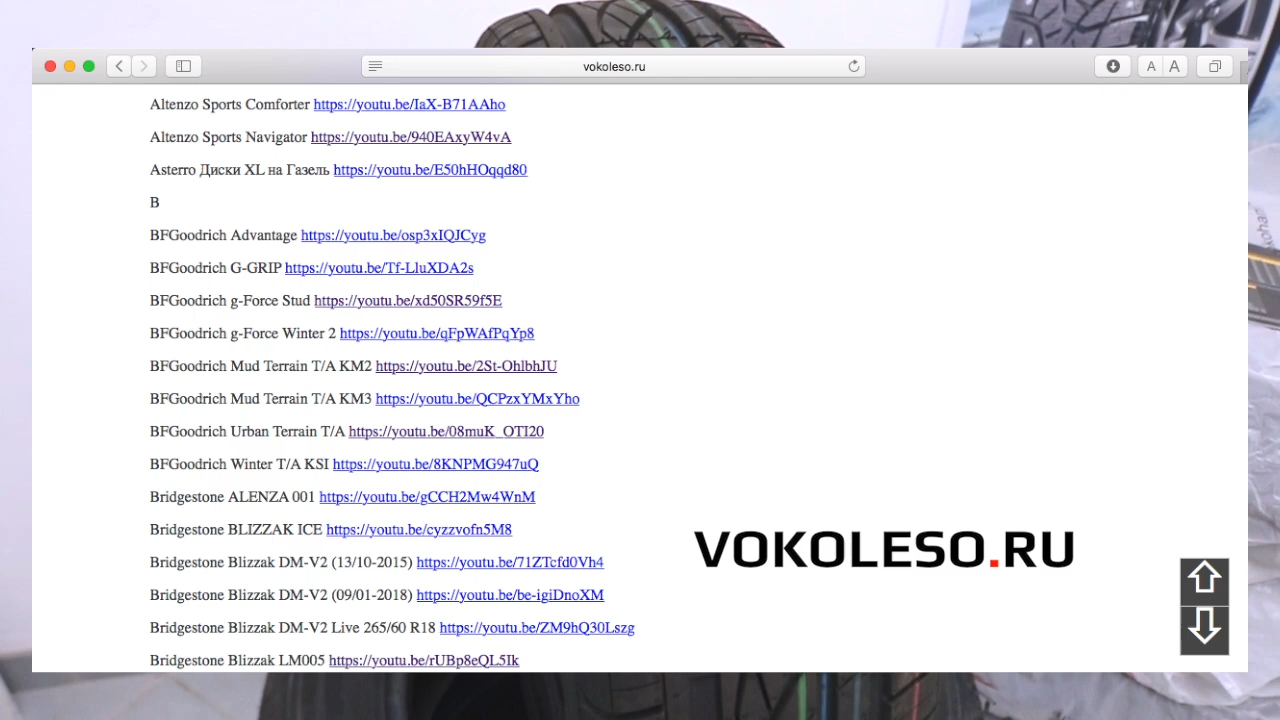 vokoleso.ru
A A
Altenzo Sports Comforter https://youtu.be/IaX-B71AAho
Altenzo Sports Navigator https://youtu.be/940EAxyW4vA
Asterro Диски XL на Газель https://youtu.be/E50hHOqqd80
B
BFGoodrich Advantage https://youtu.be/osp3xIQJCyg
BFGoodrich G-GRIP https://youtu.be/Tf-LluXDA2s
BFGoodrich g-Force Stud https://youtu.be/xd50SR59f5E
BFGoodrich g-Force Winter 2 https://youtu.be/qFpWAfPqYp8
BFGoodrich Mud Terrain T/A KM2 https://youtu.be/2St-OhlbhJU
BFGoodrich Mud Terrain T/A KM3 https://youtu.be/QCPzxYMxYho
BFGoodrich Urban Terrain T/A https://youtu.be/08muK_OTI20
BFGoodrich Winter T/A KSI https://youtu.be/8KNPMG947uQ
Bridgestone ALENZA 001 https://youtu.be/gCCH2Mw4WnM
Bridgestone BLIZZAK ICE https://youtu.be/cyzzvofn5M8
Bridgestone Blizzak DM-V2 (13/10-2015) https://youtu.be/71ZTcfd0Vh4
Bridgestone Blizzak DM-V2 (09/01-2018) https://youtu.be/be-igiDnoXM
Bridgestone Blizzak DM-V2 Live 265/60 R18 https://youtu.be/ZM9hQ30Lszg
Bridgestone Blizzak LM005 https://youtu.be/rUBp8eQL5Ik
VOKOLESO.RU